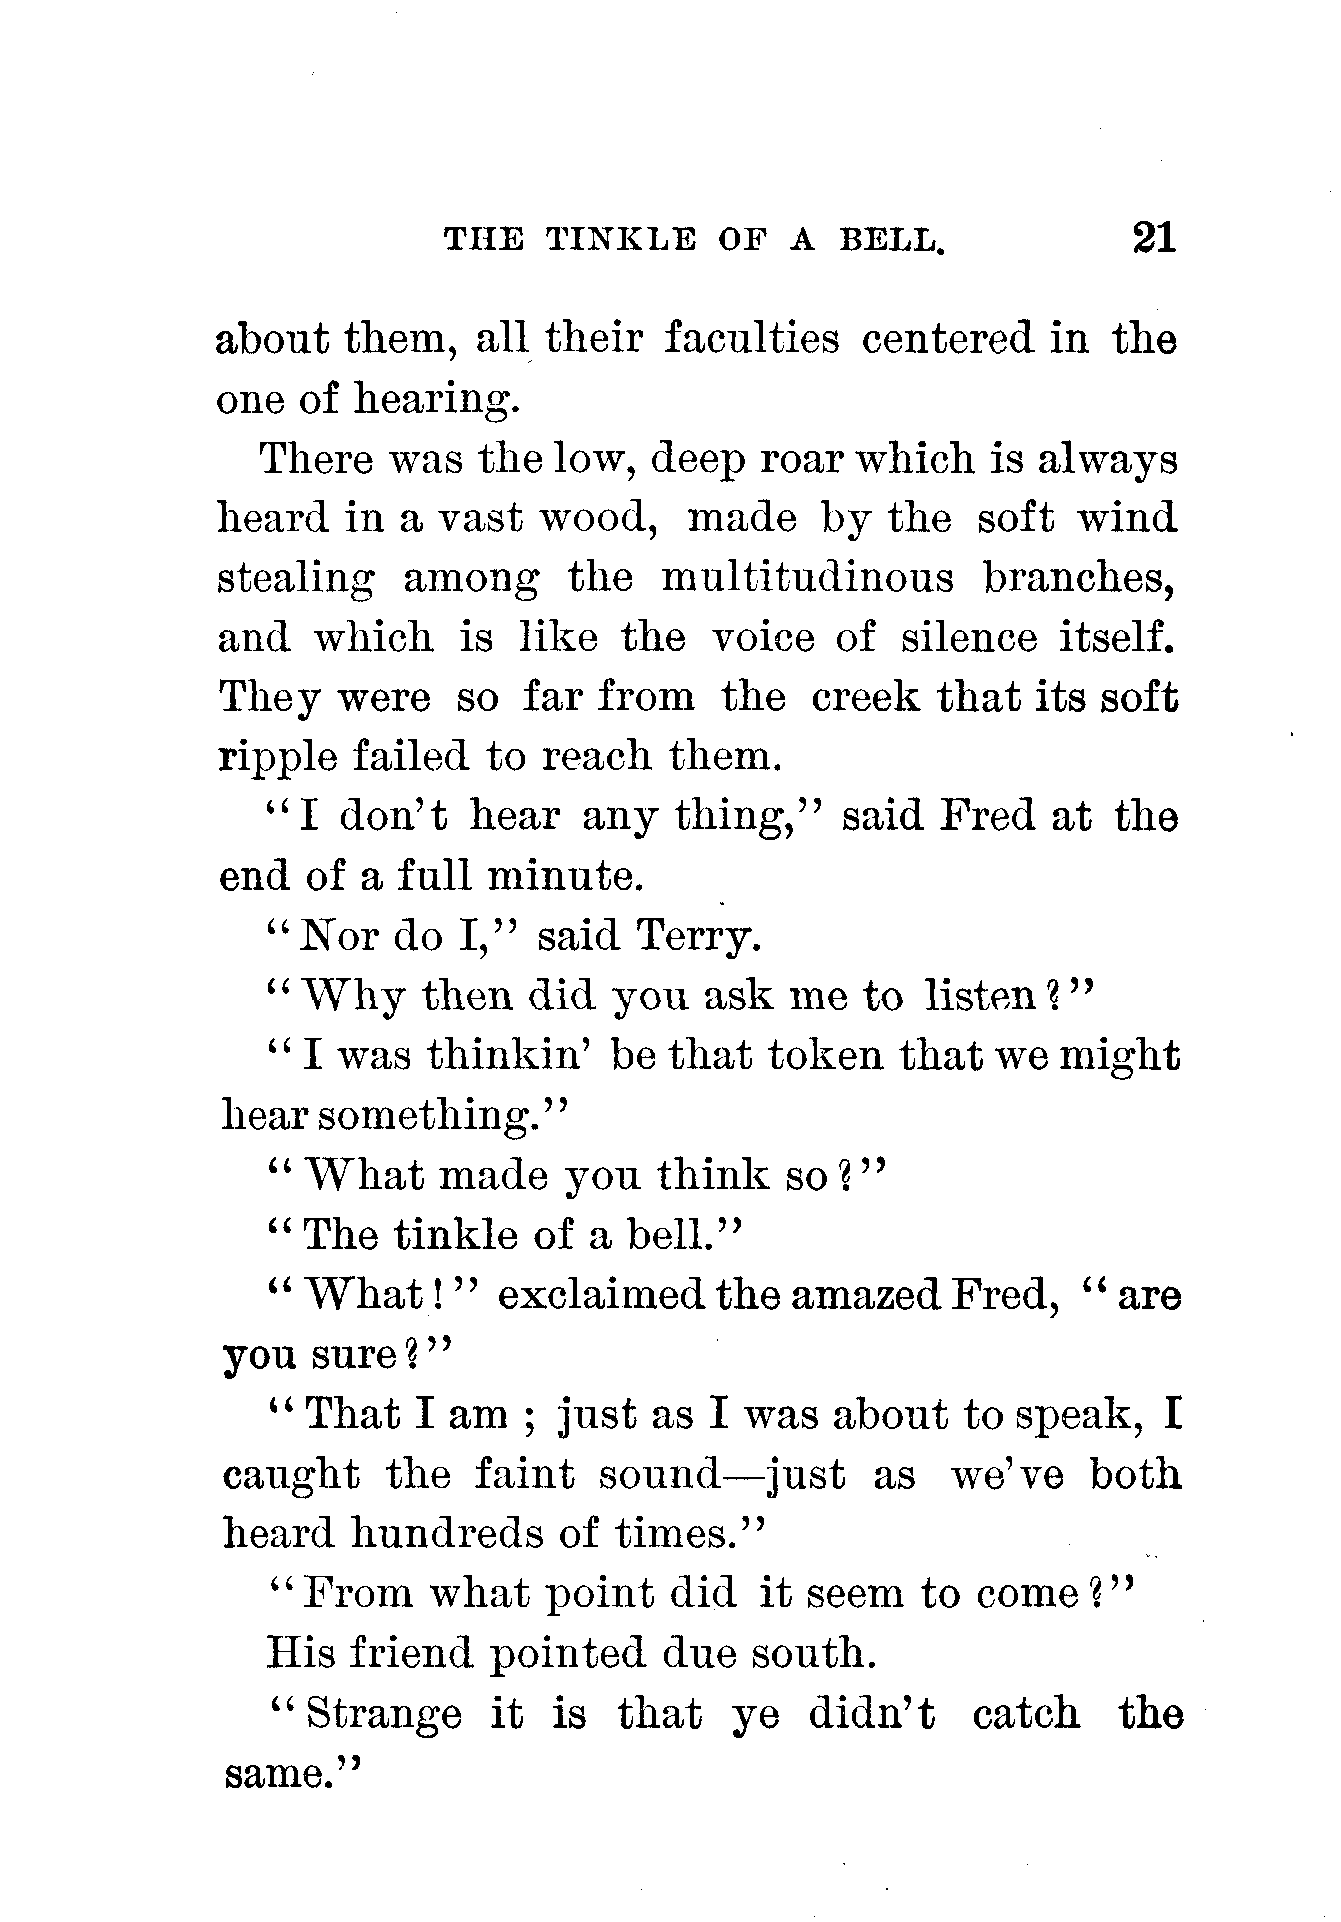 THE TINKLE OF A BELL. 21
about them, all their faculties centered in the
one of hearing.
There was the low, deep roar which is always
heard in a vast wood, made by the soft wind
stealing among the multitudinous branches,
and which is like the voice of silence itself.
They were so far from the creek that its soft
ripple failed to reach them.
“I don’t hear any thing,” said Fred at the
end of a full minute.
“Nor do I,” said Terry.
“Why then did you ask me to listen?”
“I was thinkin’ be that token that we might
hear something.”
“What made you think so?”
“The tinkle of a bell.”
“What!” exclaimed the amazed Fred, “are
you sure?”
“That I am; just as I was about to speak, I
caught the faint sound—just as we’ve both
heard hundreds of times.”
“From what point did it seem to come?”
His friend pointed due south.
“Strange it is that ye didn’t catch the
same.”